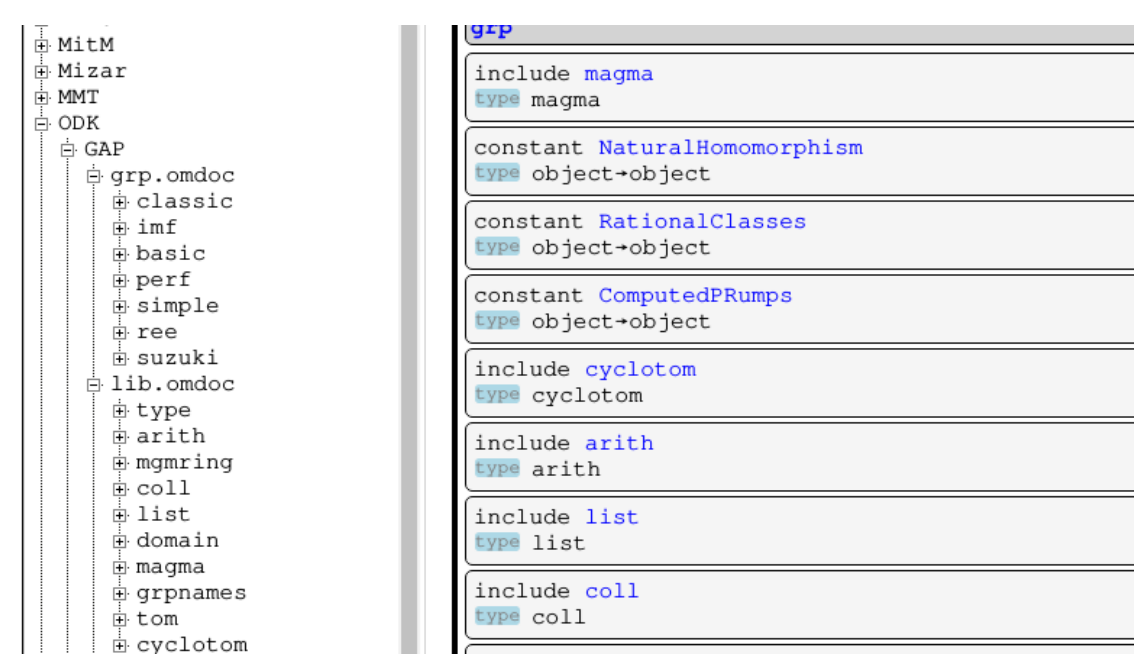 MitM
Mizar
MMT
ODK
GAP
grp.omdoc
classic
imf
basic
perf
simple
ree
suzuki
lib.omdoc
type
arith
mgmring
coll
list
domain
magma
grpnames
tom
cyclotom
grp
include magma
type magma
constant NaturalHomomorphism
type object→object
constant RationalClasses
type object→object
constant ComputedPRumps
type object→object
include cyclotom
type cyclotom
include arith
type arith
include list
type list
include coll
type coll